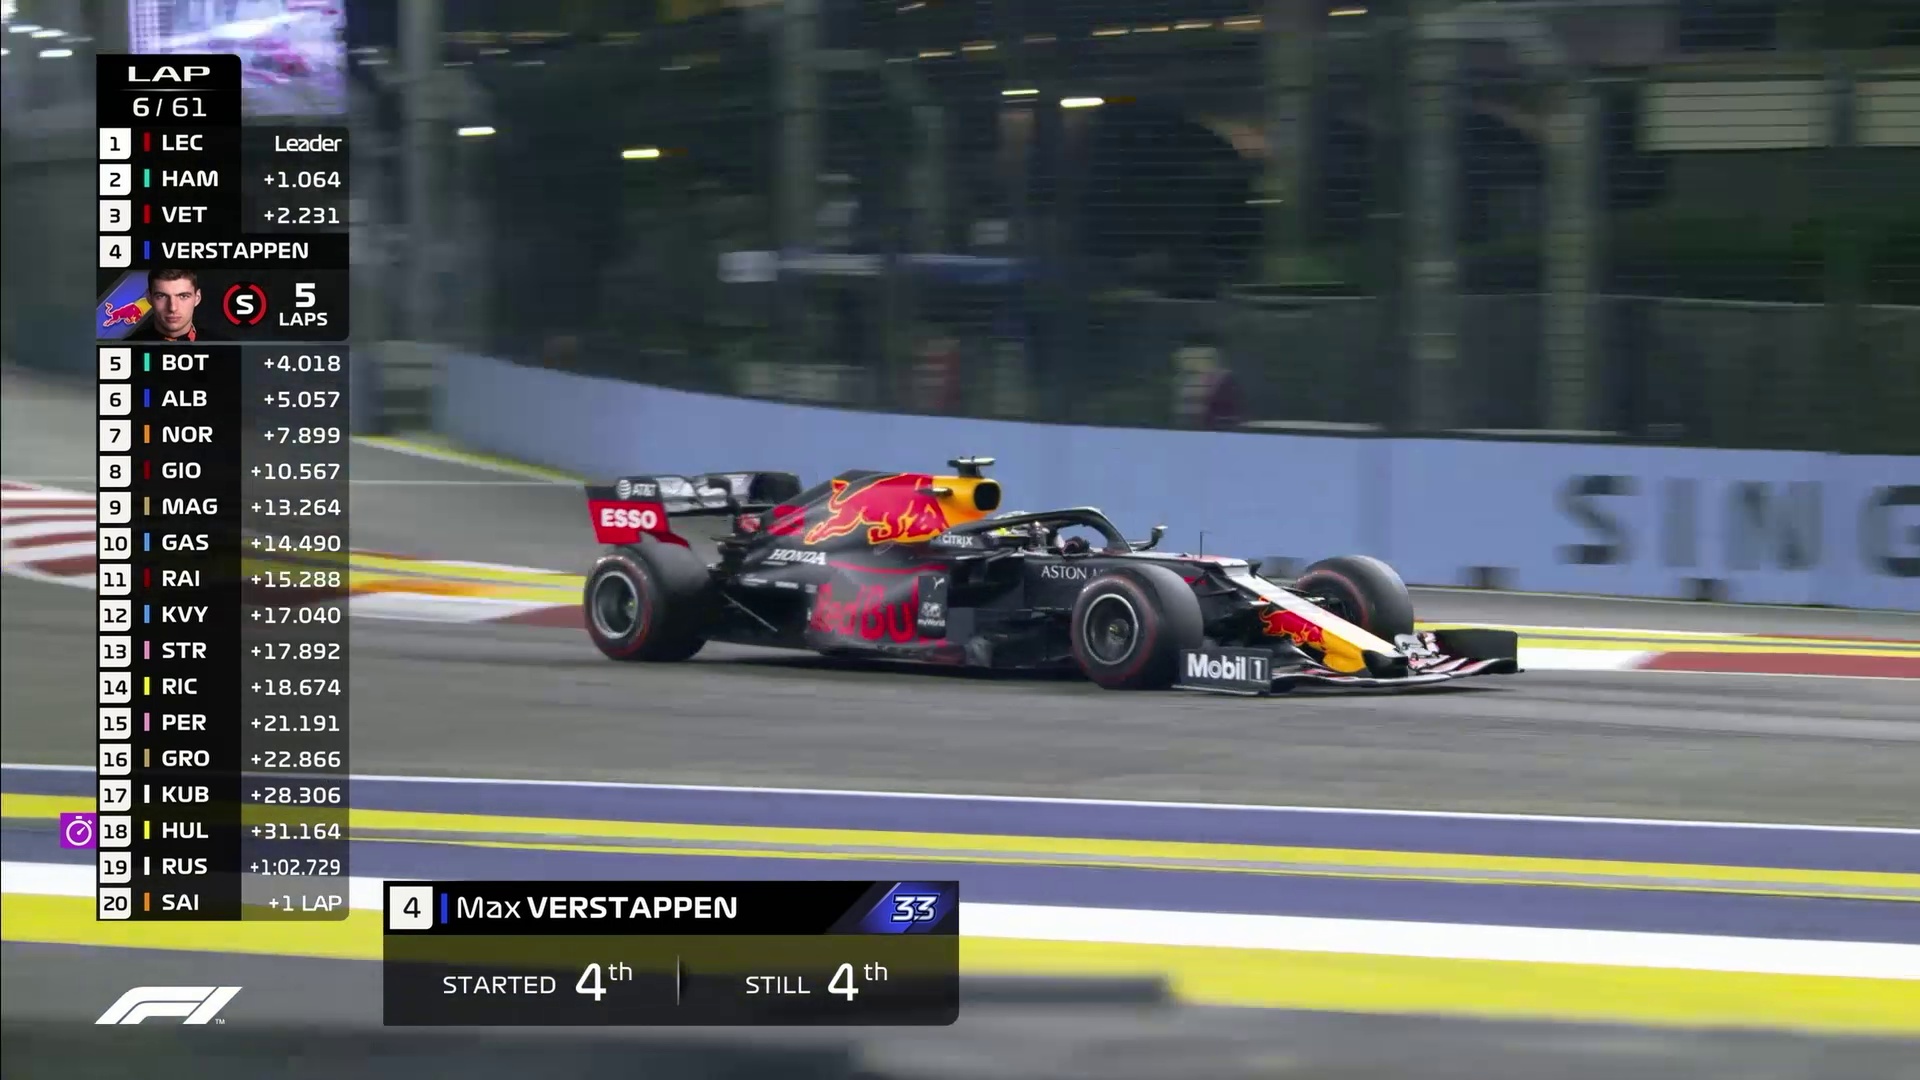 LAP
6 / 61
1 LEC Leader
2 HAM +1.064
3 VET +2.231
4 VERSTAPPEN
S 5 LAPS
5 BOT +4.018
6 ALB +5.057
7 NOR +7.899
8 GIO +10.567
9 MAG +13.264
10 GAS +14.490
11 RAI +15.288
12 KVY +17.040
13 STR +17.892
14 RIC +18.674
15 PER +21.191
16 GRO +22.866
17 KUB +28.306
18 HUL +31.164
19 RUS +1:02.729
20 SAI +1 LAP
F1 ™
4 Max VERSTAPPEN 33
STARTED 4th STILL 4th
AT&T
ESSO
HONDA
CITRIX
ASTON
Red Bull
myWorld
Mobil 1
SING